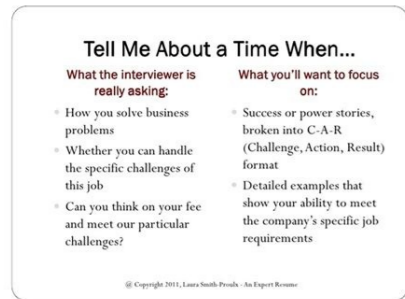 Tell Me About a Time When...
What the interviewer is
really asking:
How you solve business
problems
Whether you can handle
the specific challenges of
this job
Can you think on your fee
and meet our particular
challenges?
What you'll want to focus
on:
Success or power stories,
broken into C-A-R
(Challenge, Action, Result)
format
Detailed examples that
show your ability to meet
the company's specific job
requirements
@ Copyright 2011, Laura Smith-Proulx - An Expert Resume